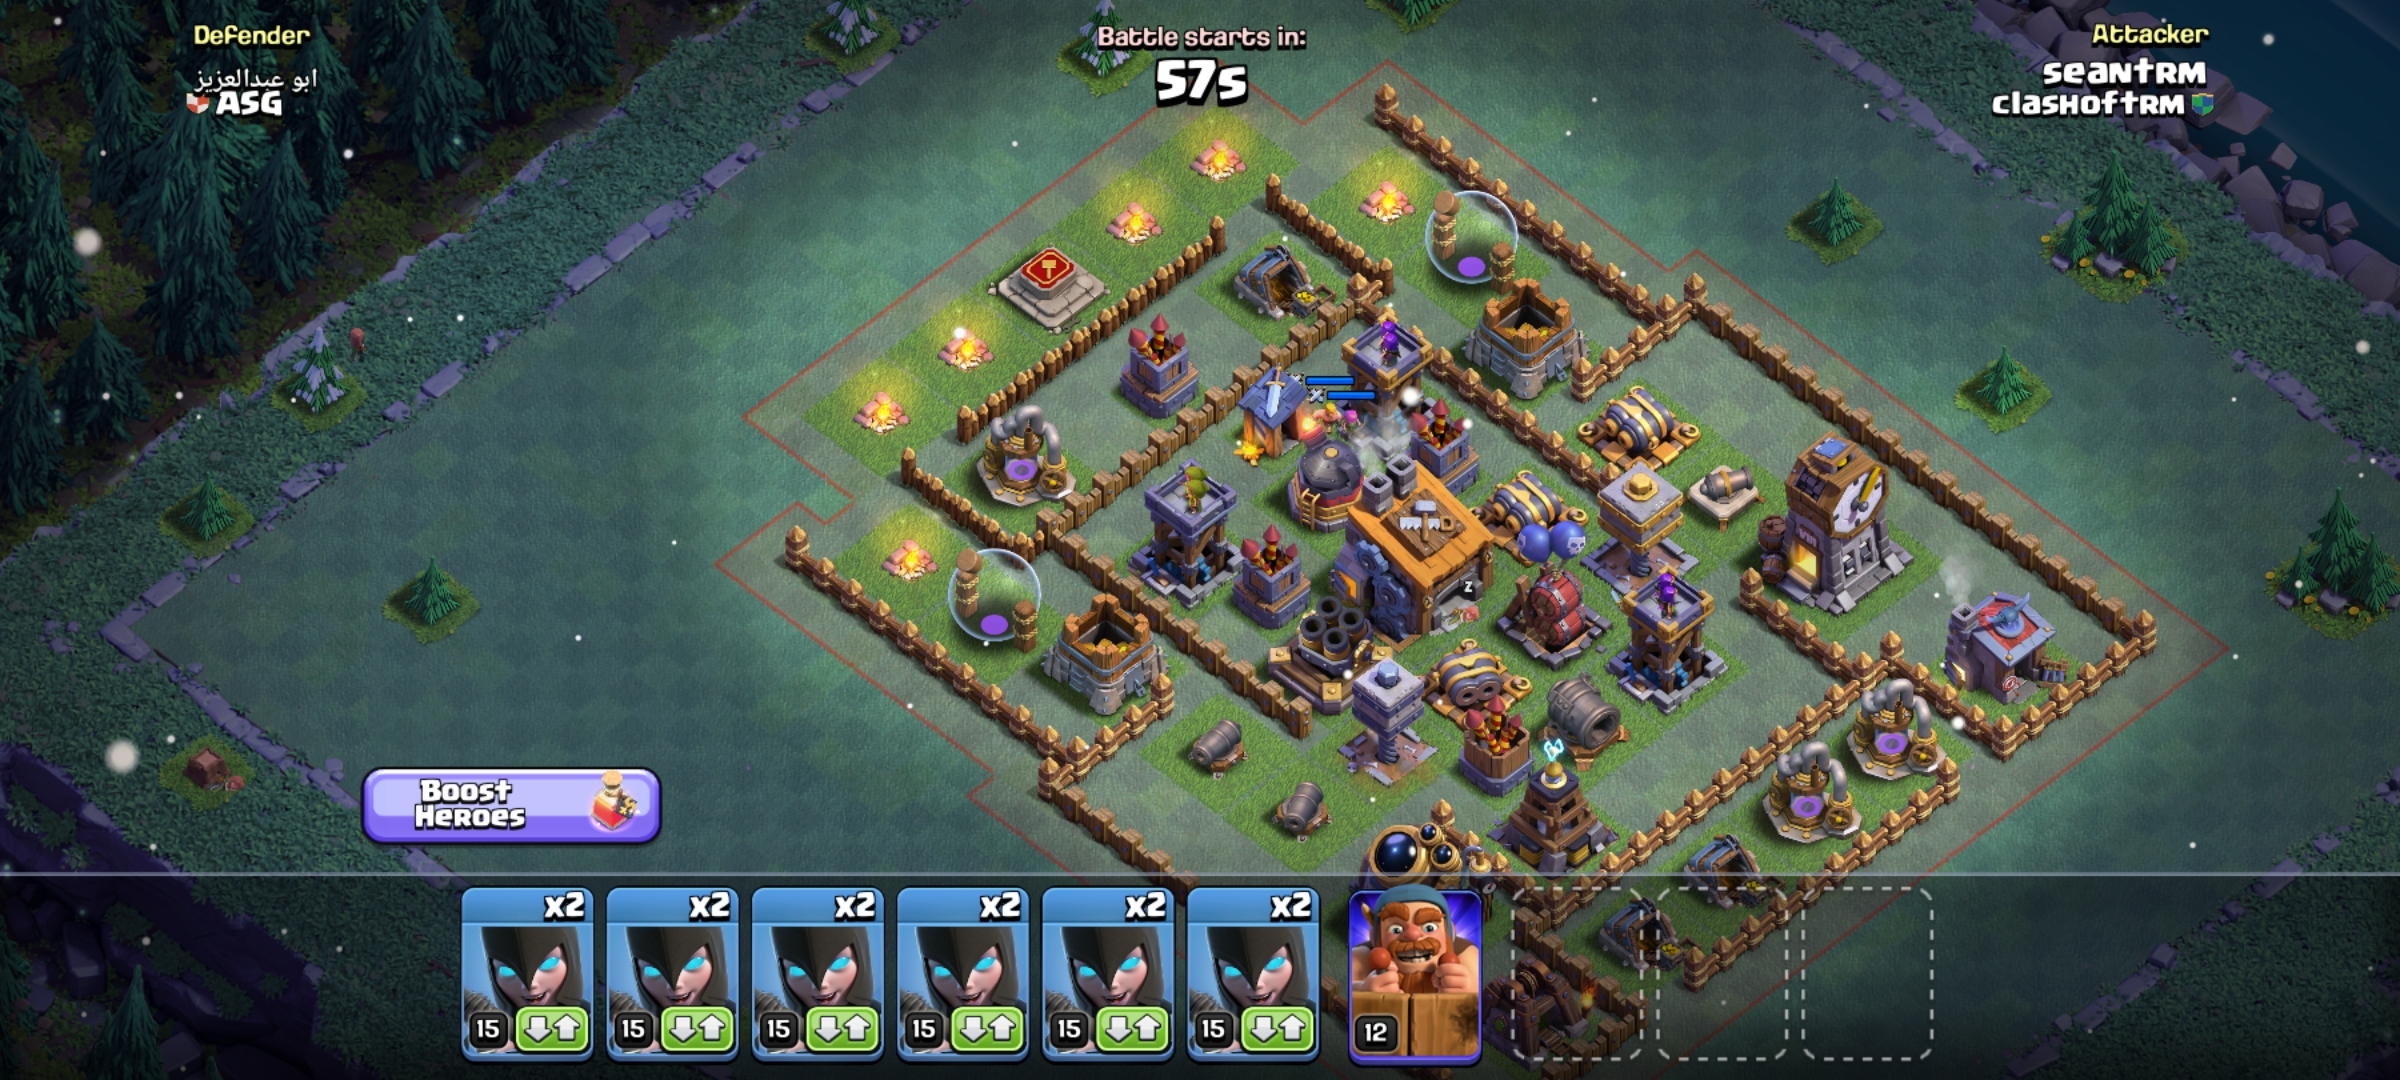 Defender
ابو عبدالعزيز
ASG
Battle starts in:
57s
Attacker
seantRM
clashoftRM
z
Boost
Heroes
x2
x2
x2
x2
x2
x2
15
15
15
15
15
15
12